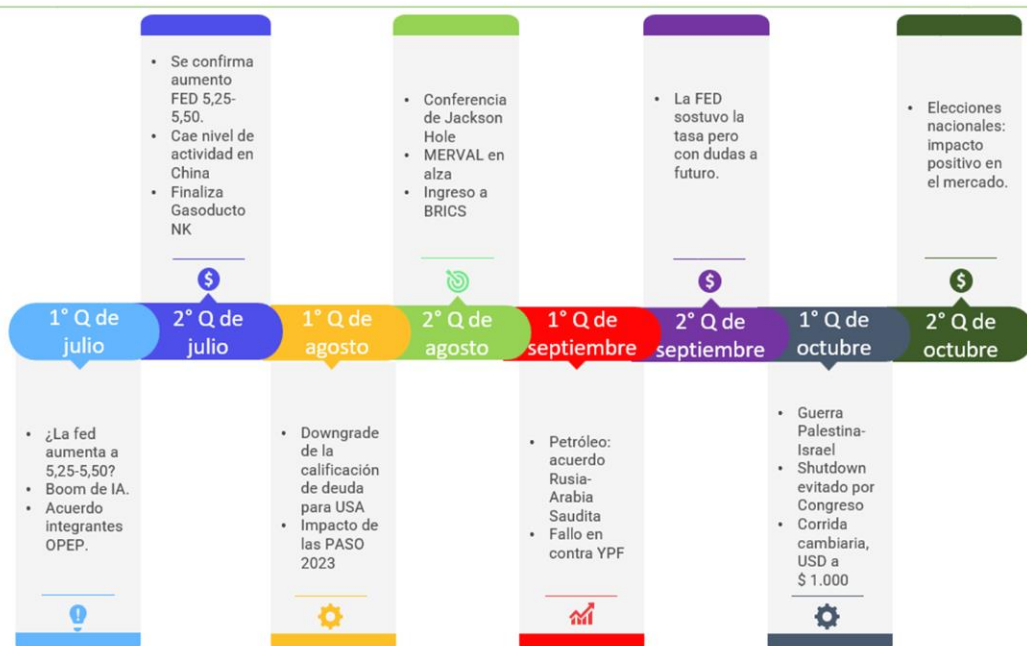 • Se confirma
aumento
FED 5,25-
5,50.
• Cae nivel de
actividad en
China
• Finaliza
Gasoducto
NK
• Conferencia
de Jackson
Hole
• MERVAL en
alza
• Ingreso a
BRICS
• La FED
sostuvo la
tasa pero
con dudas a
futuro.
• Elecciones
nacionales:
impacto
positivo en
el mercado.
1° Q de
julio
2° Q de
julio
1° Q de
agosto
2° Q de
agosto
1° Q de
septiembre
2° Q de
septiembre
1° Q de
octubre
2° Q de
octubre
• ¿La fed
aumenta a
5,25-5,50?
• Boom de IA.
• Acuerdo
integrantes
OPEP.
• Downgrade
de la
calificación
de deuda
para USA
• Impacto de
las PASO
2023
• Petróleo:
acuerdo
Rusia-
Arabia
Saudita
• Fallo en
contra YPF
• Guerra
Palestina-
Israel
• Shutdown
evitado por
Congreso
• Corrida
cambiaria,
USD a
$ 1.000